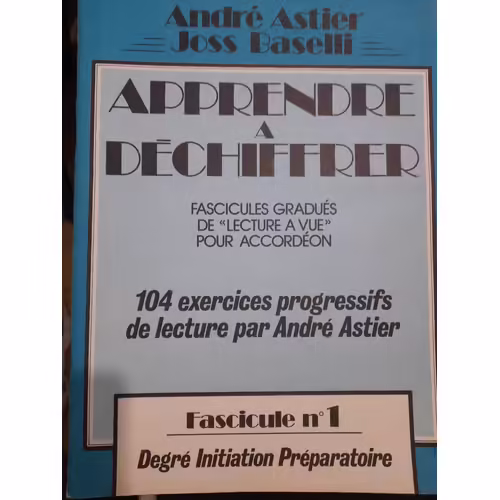 André Astier
Joss Baselli
APPRENDRE
A
DÉCHIFFRER
FASCICULES GRADUÉS
DE "LECTURE A VUE"
POUR ACCORDÉON
104 exercices progressifs
de lecture par André Astier
Fascicule n°1
Degré Initiation Préparatoire